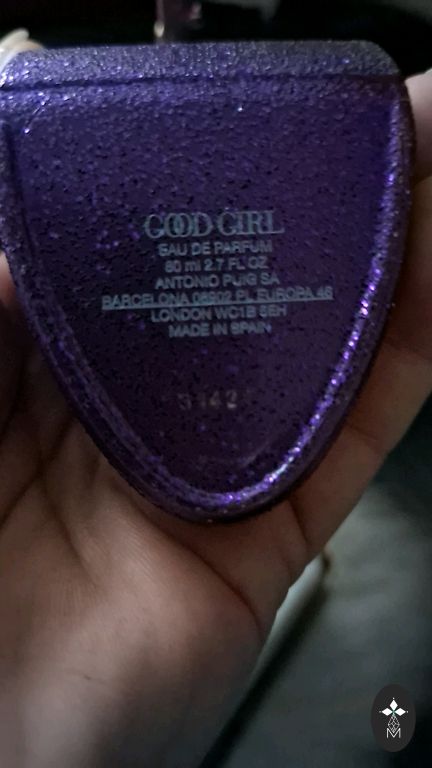 GOOD GIRL
EAU DE PARFUM
80 ml 2.7 FL OZ
ANTONIO PUIG SA
BARCELONA 08902 PL EUROPA 46
LONDON WC1B 5EH
MADE IN SPAIN